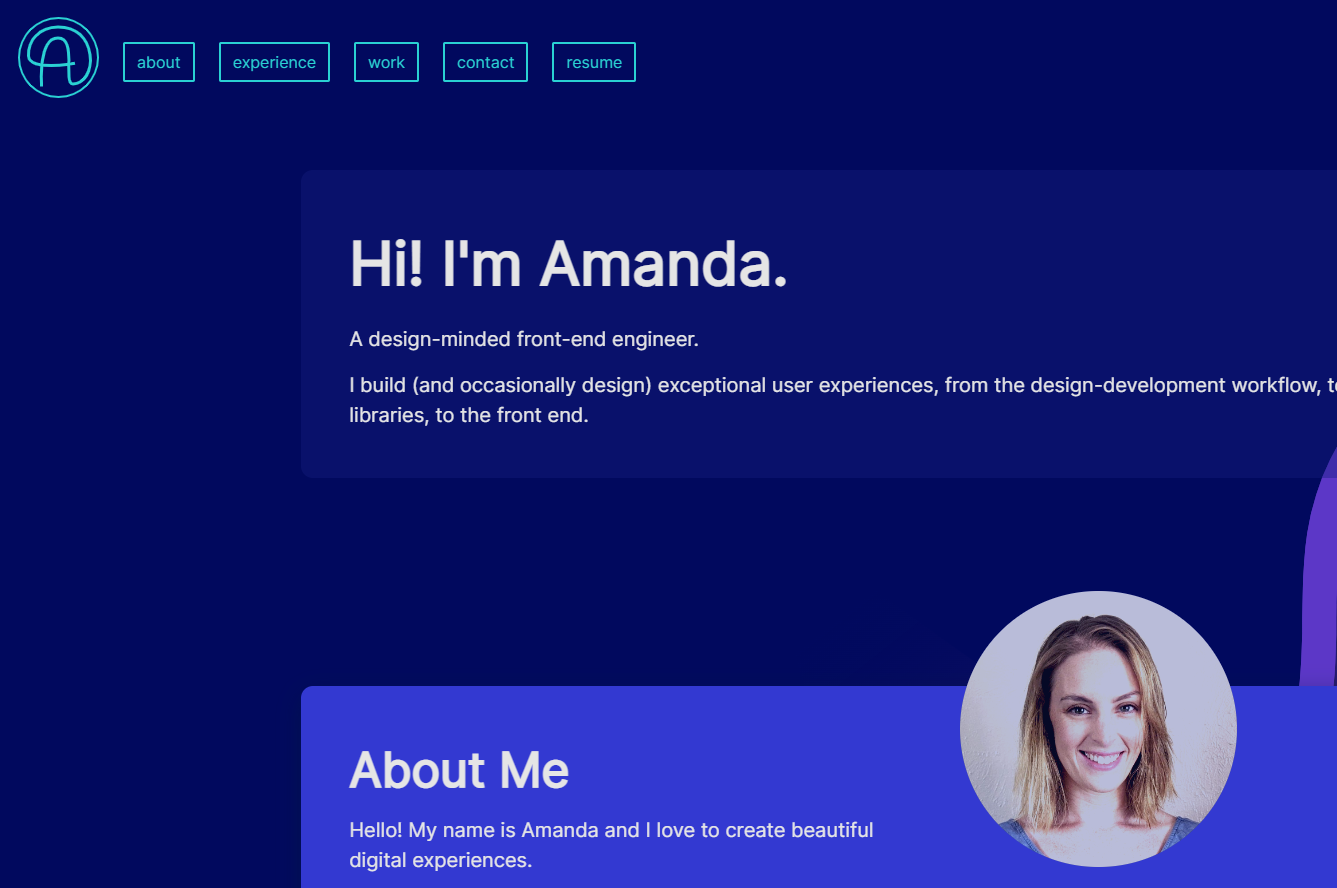 A
about
experience
work
contact
resume
Hi! I'm Amanda.
A design-minded front-end engineer.
I build (and occasionally design) exceptional user experiences, from the design-development workflow,
libraries, to the front end.
About Me
Hello! My name is Amanda and I love to create beautiful
digital experiences.